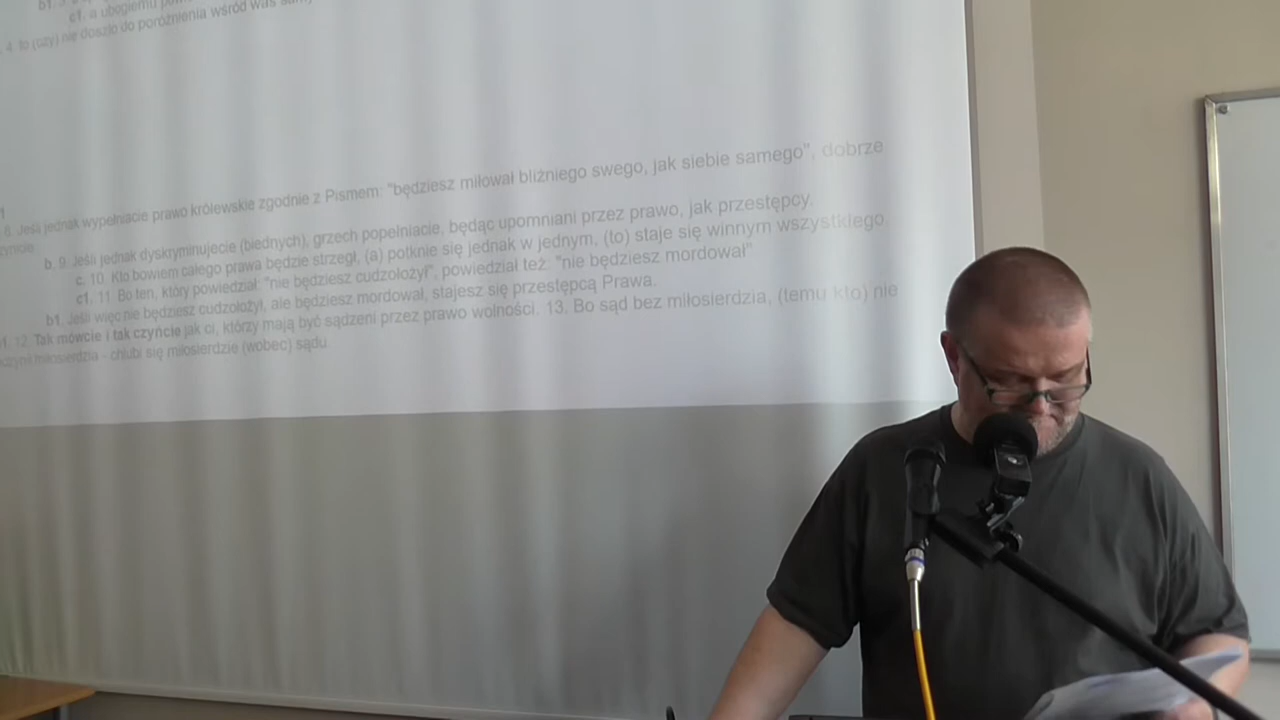 c1. a ubogiemu
4. to (czy) nie doszło do poróżnienia wśród was
8. Jeśli jednak wypełniacie prawo królewskie zgodnie z Pismem: "będziesz miłował bliźniego swego, jak siebie samego", dobrze
b. 9. Jeśli jednak dyskryminujecie (biednych), grzech popełniacie, będąc upomniani przez prawo, jak przestępcy.
c. 10. Kto bowiem całego prawa będzie strzegł, (a) potknie się jednak w jednym, (to) staje się winnym wszystkiego.
c1. 11. Bo ten, który powiedział: "nie będziesz cudzołożył", powiedział też: "nie będziesz mordował"
b1. Jeśli więc nie będziesz cudzołożył, ale będziesz mordował, stajesz się przestępcą Prawa.
12. Tak mówcie i tak czyńcie jak ci, którzy mają być sądzeni przez prawo wolności. 13. Bo sąd bez miłosierdzia, (temu kto) nie
miłosierdzia - chlubi się miłosierdzie (wobec) sądu